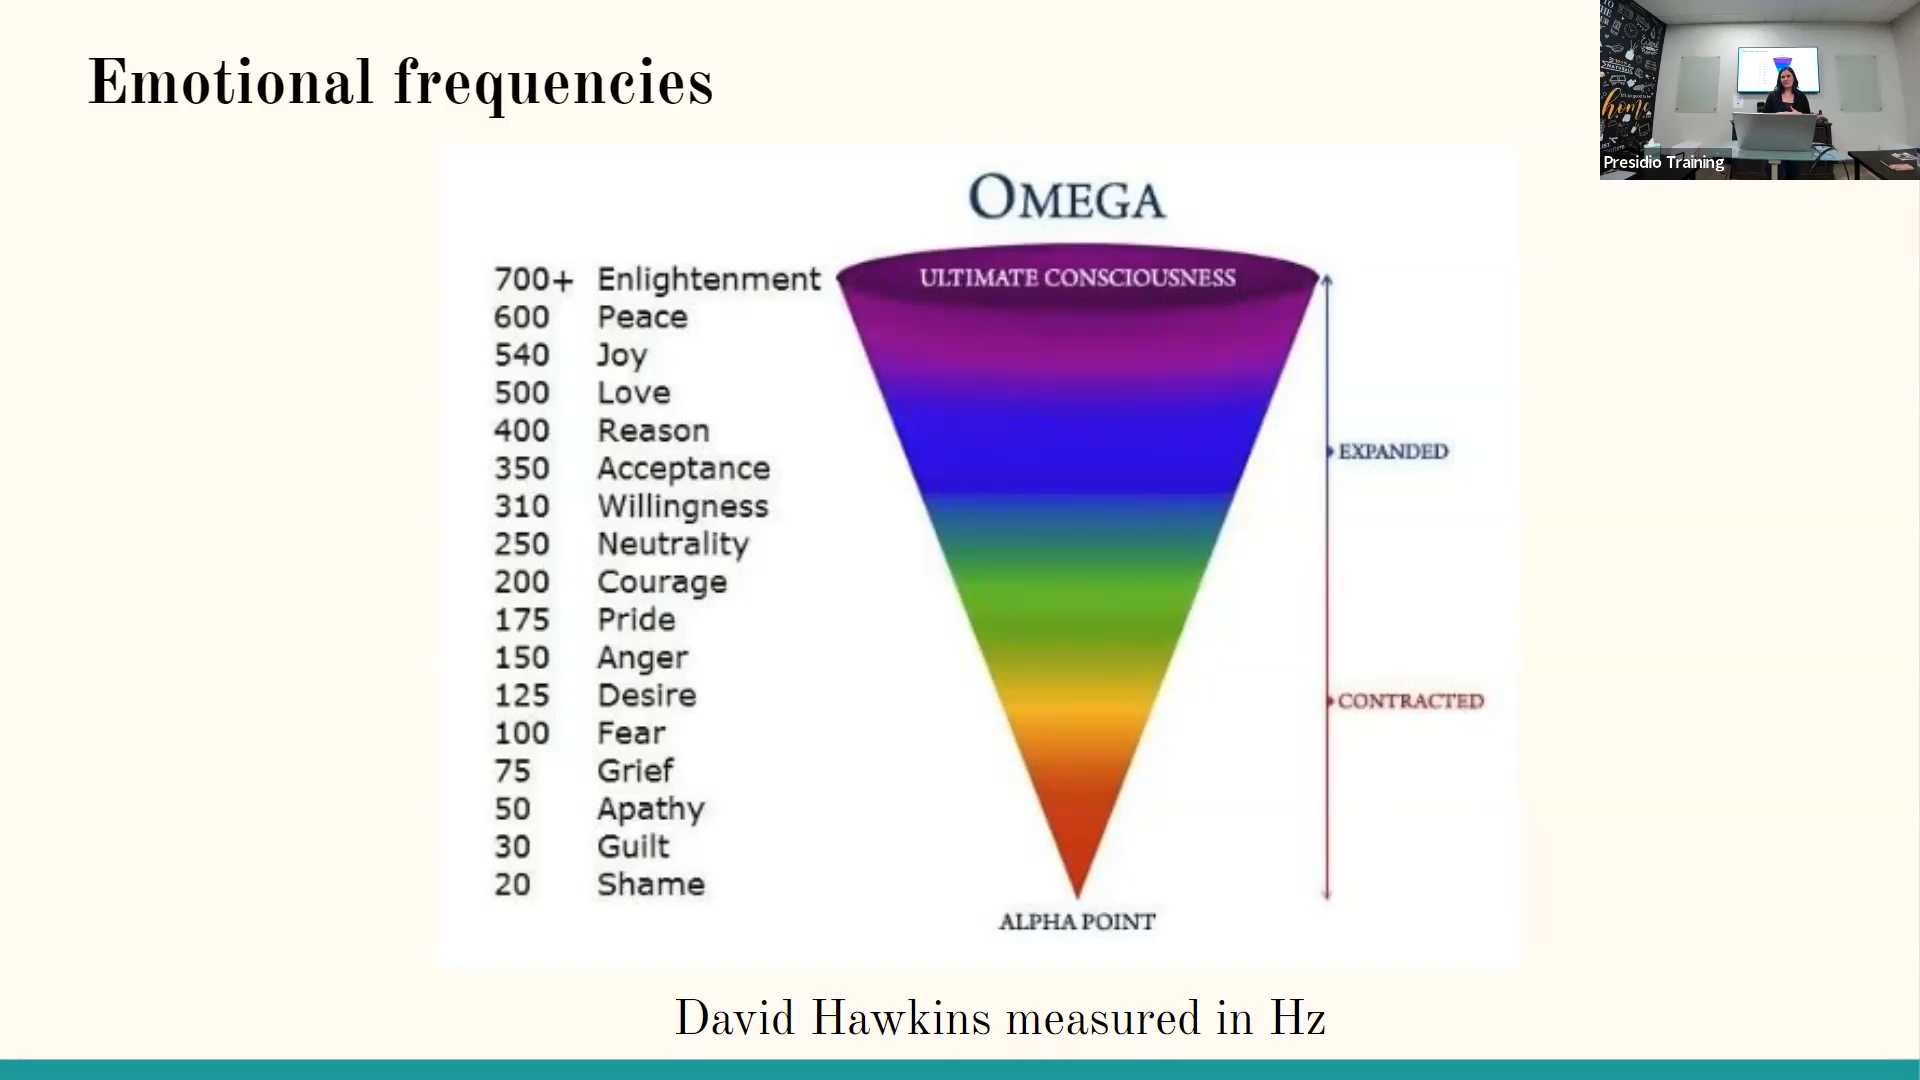 Emotional frequencies
OMEGA
ULTIMATE CONSCIOUSNESS
700+ Enlightenment
600 Peace
540 Joy
500 Love
400 Reason
350 Acceptance
310 Willingness
250 Neutrality
200 Courage
175 Pride
150 Anger
125 Desire
100 Fear
75 Grief
50 Apathy
30 Guilt
20 Shame
EXPANDED
CONTRACTED
ALPHA POINT
David Hawkins measured in Hz
home
Presidio Training